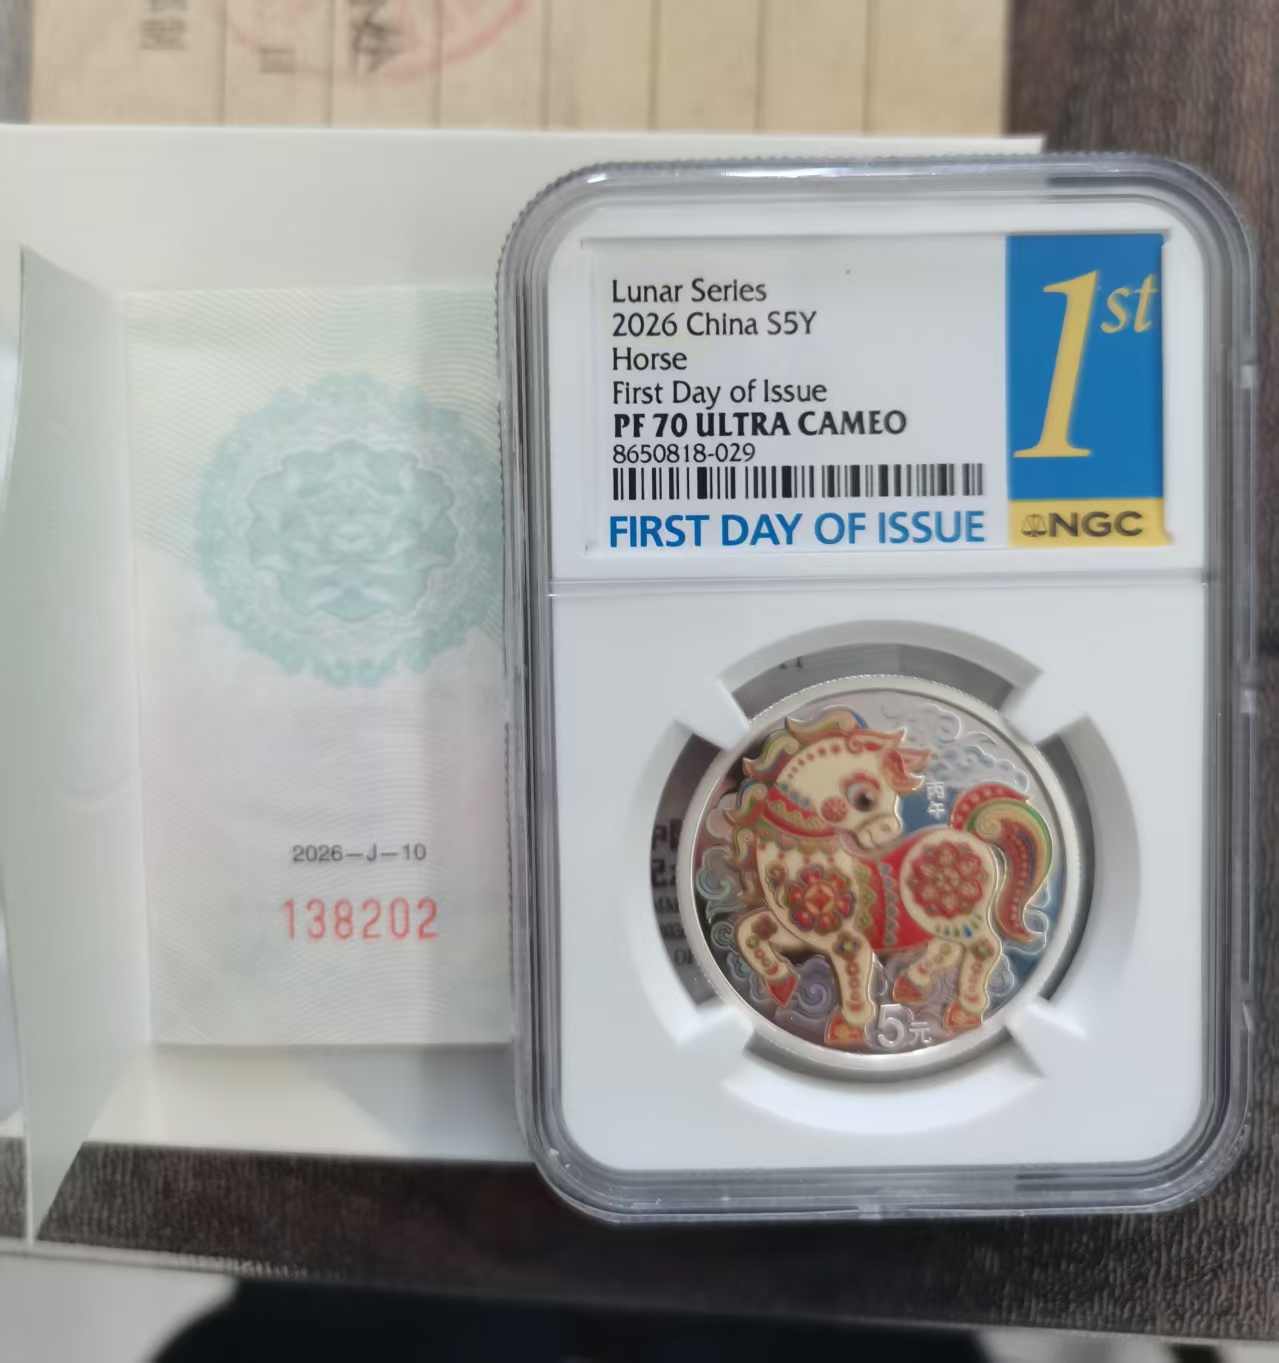 Lunar Series
2026 China S5Y
Horse
First Day of Issue
PF 70 ULTRA CAMEO
8650818-029
FIRST DAY OF ISSUE
1st
NGC
丙午
5元
2026-J-10
138202